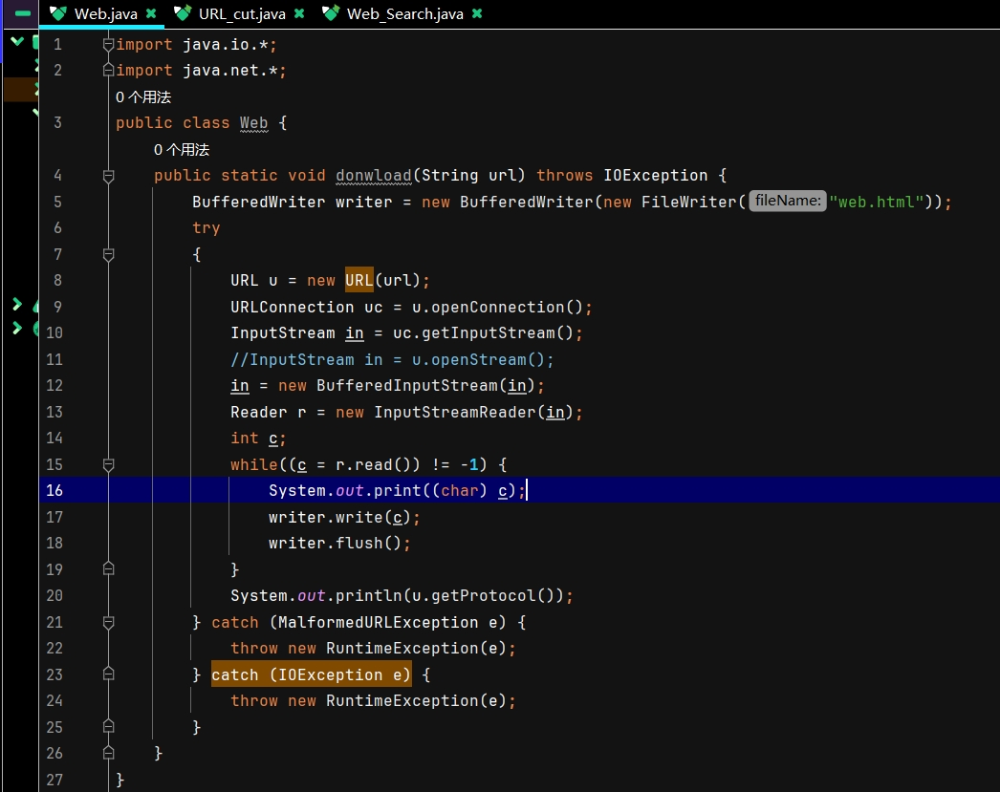 Web.java URL_cut.java Web_Search.java
1 import java.io.*;
2 import java.net.*;
0 个用法
3 public class Web {
0 个用法
4 public static void donwload(String url) throws IOException {
5 BufferedWriter writer = new BufferedWriter(new FileWriter( fileName: "web.html"));
6 try
7 {
8 URL u = new URL(url);
9 URLConnection uc = u.openConnection();
10 InputStream in = uc.getInputStream();
11 //InputStream in = u.openStream();
12 in = new BufferedInputStream(in);
13 Reader r = new InputStreamReader(in);
14 int c;
15 while((c = r.read()) != -1) {
16 System.out.print((char) c);
17 writer.write(c);
18 writer.flush();
19 }
20 System.out.println(u.getProtocol());
21 } catch (MalformedURLException e) {
22 throw new RuntimeException(e);
23 } catch (IOException e) {
24 throw new RuntimeException(e);
25 }
26 }
27 }